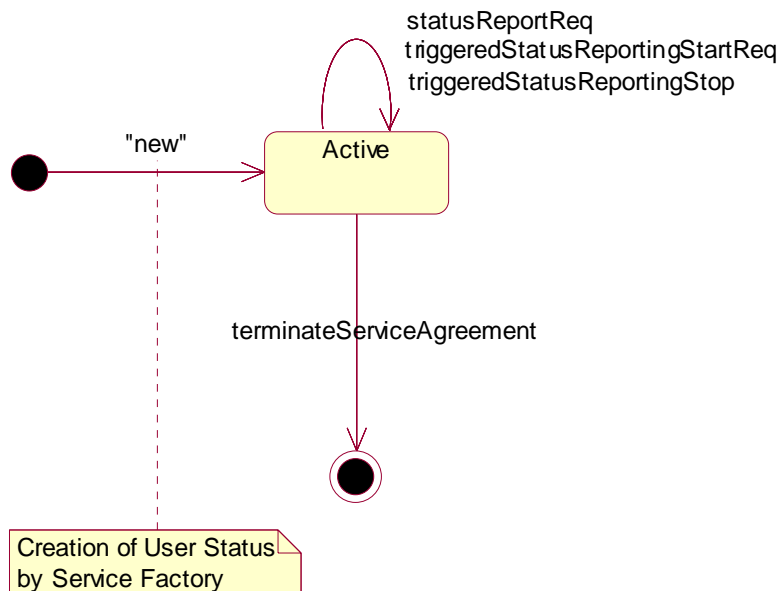 statusReportReq
triggeredStatusReportingStartReq
triggeredStatusReportingStop
"new"
Active
terminateServiceAgreement
Creation of User Status
by Service Factory